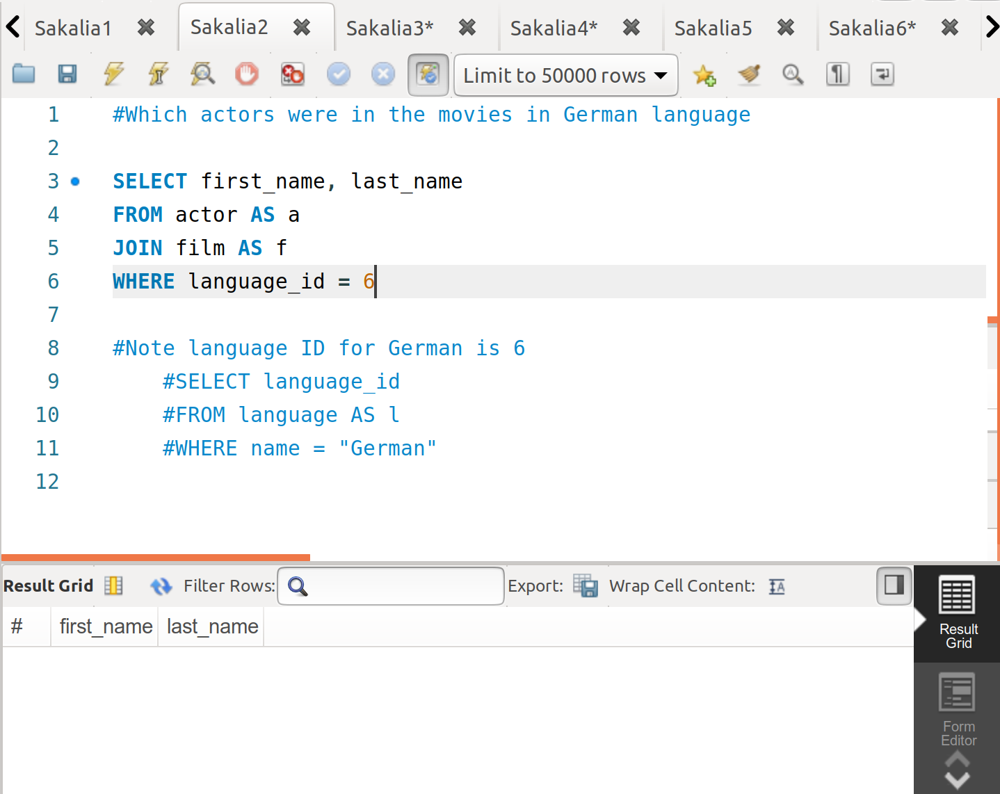 Sakalia1 Sakalia2 Sakalia3* Sakalia4* Sakalia5 Sakalia6*
Limit to 50000 rows
1 #Which actors were in the movies in German language
2
3 SELECT first_name, last_name
4 FROM actor AS a
5 JOIN film AS f
6 WHERE language_id = 6
7
8 #Note language ID for German is 6
9 #SELECT language_id
10 #FROM language AS l
11 #WHERE name = "German"
12
Result Grid Filter Rows: Export: Wrap Cell Content:
# first_name last_name
Result
Grid
Form
Editor